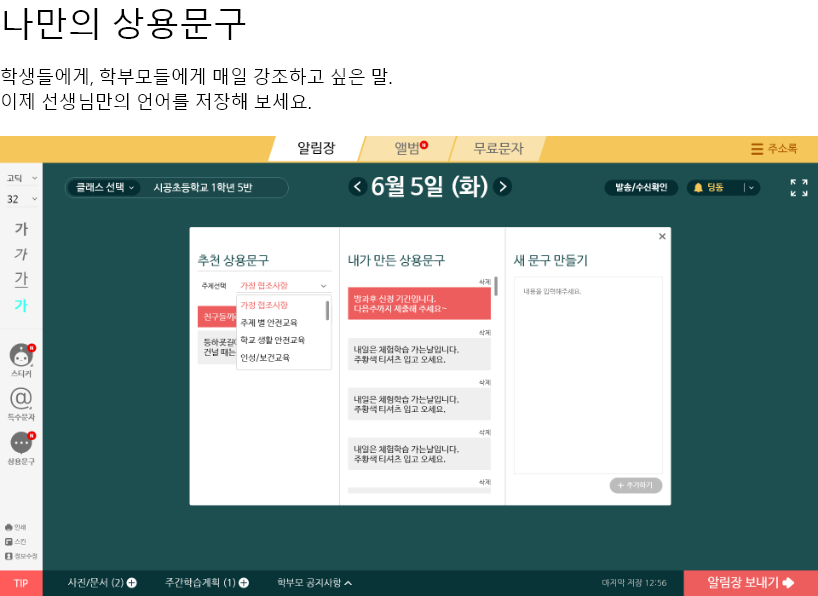 나만의 상용문구
학생들에게, 학부모들에게 매일 강조하고 싶은 말.
이제 선생님만의 언어를 저장해 보세요.
알림장
앨범 N
무료문자
주소록
고딕
32
가
가
가
가
스티커
특수문자
상용문구
인쇄
스킨
정보수정
TIP
클래스 선택 시공초등학교 1학년 5반
6월 5일 (화)
발송/수신확인
딩동
추천 상용문구
주제선택 가정 협조사항
가정 협조사항
주제 별 안전교육
학교 생활 안전교육
인성/보건교육
친구들끼
등하굣길
건널 때는
내가 만든 상용문구
삭제
방과후 신청 기간입니다.
다음주까지 제출해 주세요~
삭제
내일은 체험학습 가는날입니다.
주황색 티셔츠 입고 오세요.
삭제
내일은 체험학습 가는날입니다.
주황색 티셔츠 입고 오세요.
삭제
내일은 체험학습 가는날입니다.
주황색 티셔츠 입고 오세요.
삭제
새 문구 만들기
내용을 입력해주세요.
+ 추가하기
사진/문서 (2)
주간학습계획 (1)
학부모 공지사항
마지막 저장 12:56
알림장 보내기